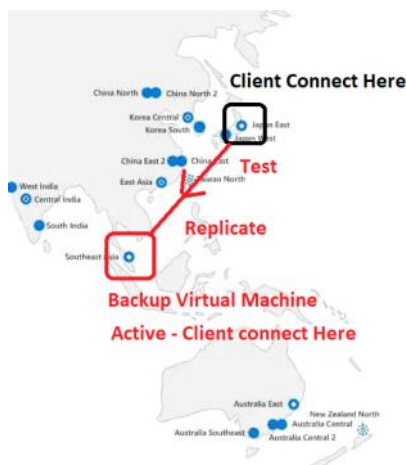 Client Connect Here
China North
China North 2
Korea Central
Korea South
Japan East
Japan West
China East 2
China East
Test
East Asia
Taiwan North
West India
Central India
South India
Replicate
Southeast Asia
Backup Virtual Machine
Active - Client connect Here
Australia East
New Zealand North
Australia Central
Australia Southeast
Australia Central 2